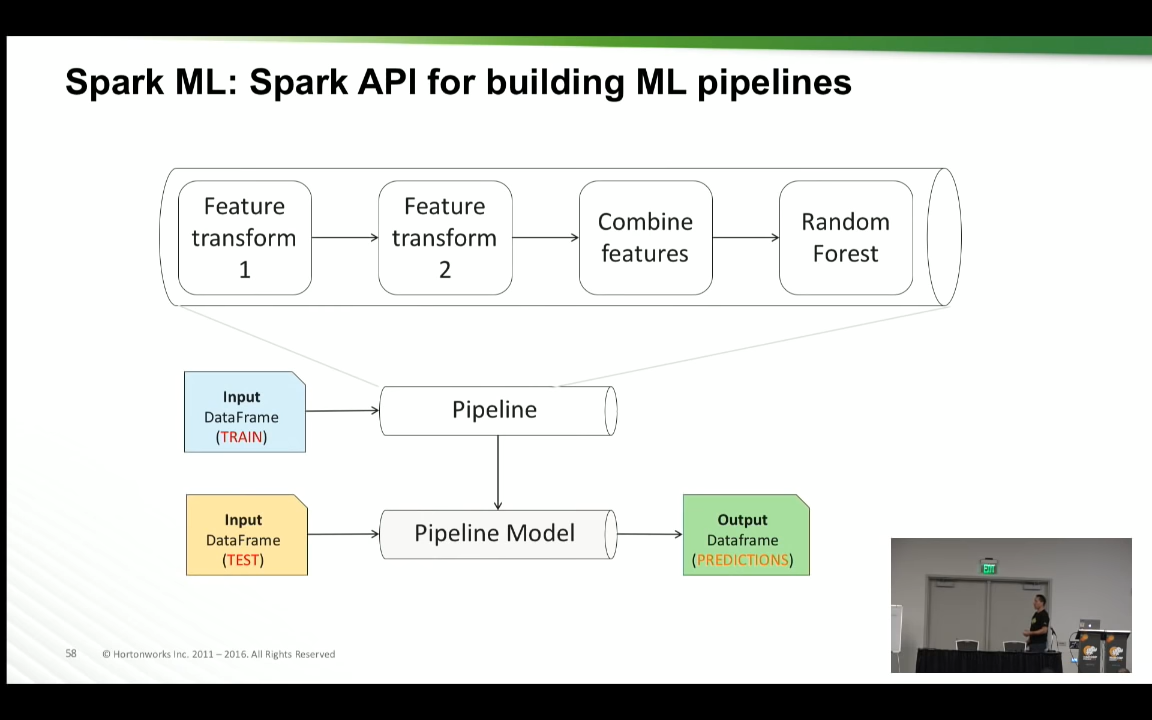 Spark ML: Spark API for building ML pipelines
Feature
transform
1
Feature
transform
2
Combine
features
Random
Forest
Input
DataFrame
(TRAIN)
Pipeline
Input
DataFrame
(TEST)
Pipeline Model
Output
Dataframe
(PREDICTIONS)
EXIT
58
© Hortonworks Inc. 2011 – 2016. All Rights Reserved